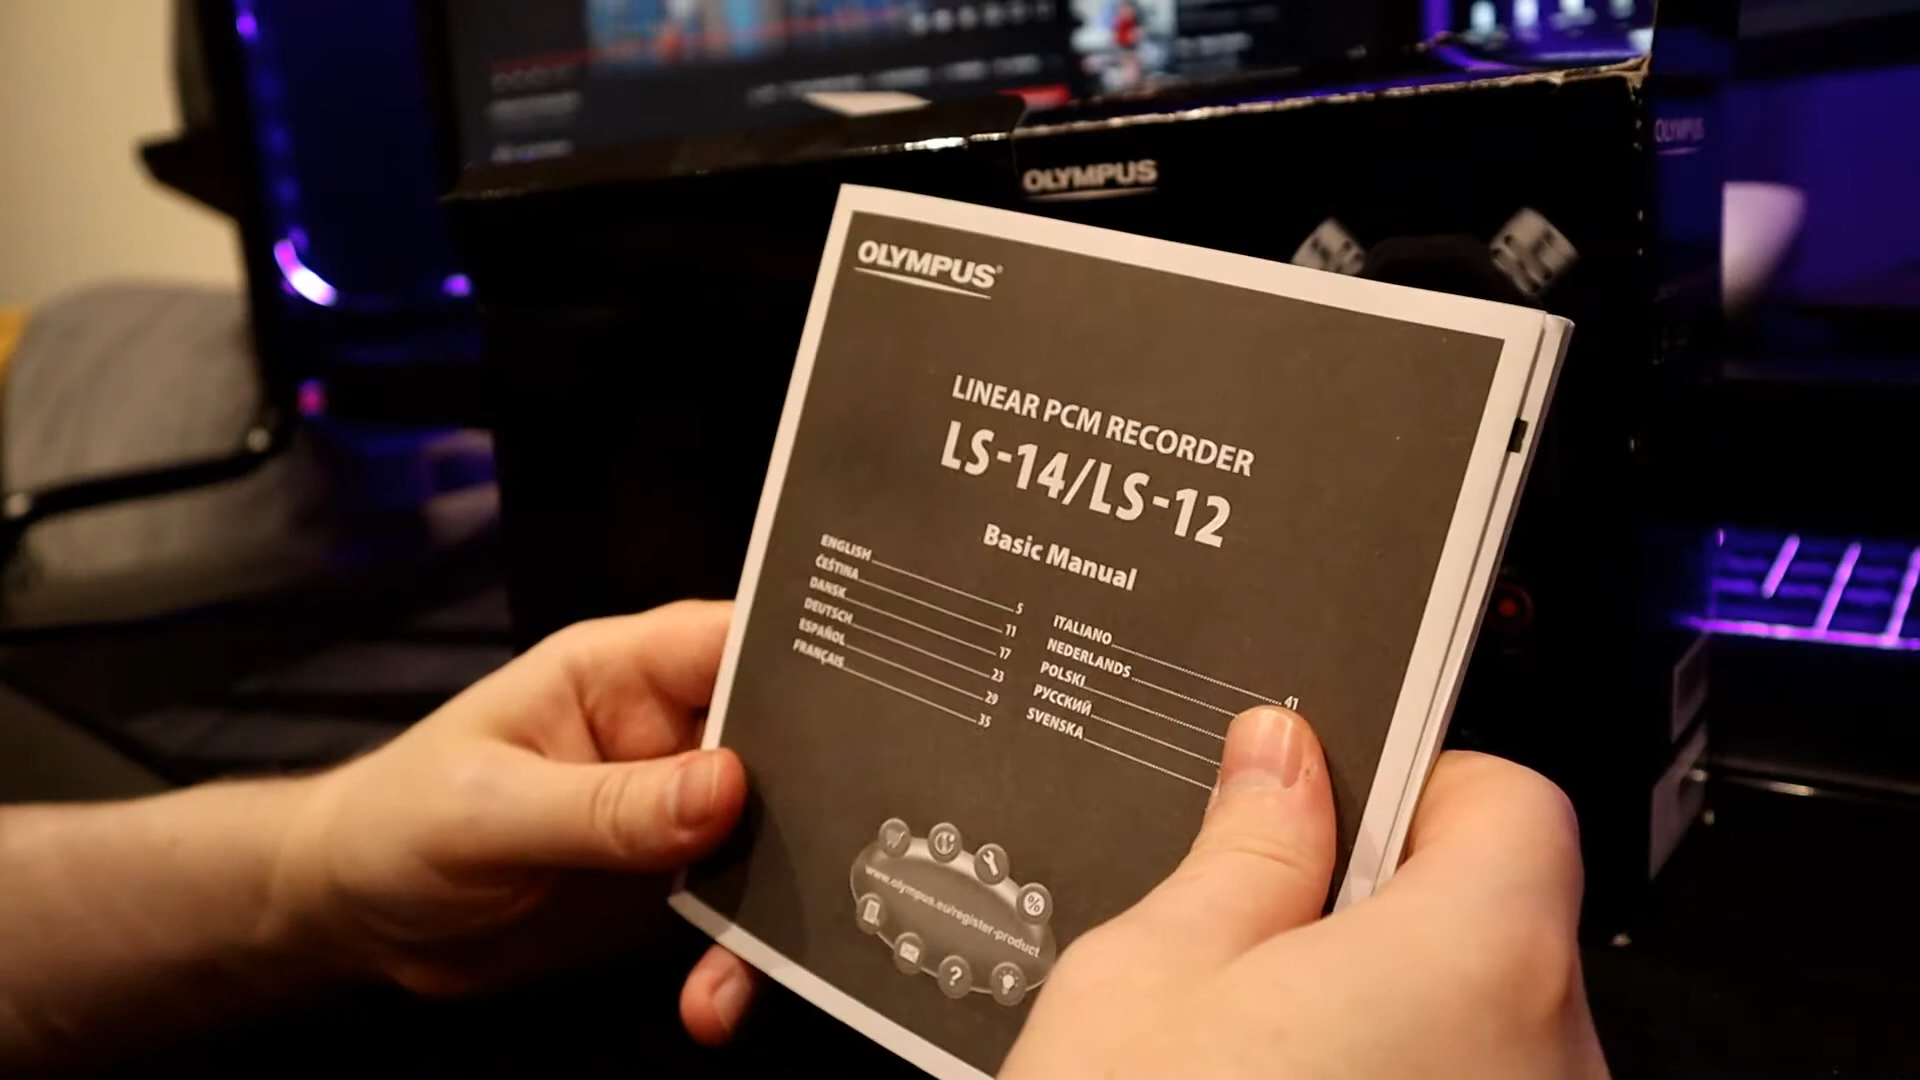 OLYMPUS
OLYMPUS
OLYMPUS®
LINEAR PCM RECORDER
LS-14/LS-12
Basic Manual
ENGLISH 5
ČEŠTINA 11
DANSK 17
DEUTSCH 23
ESPAÑOL 29
FRANÇAIS 35
ITALIANO 41
NEDERLANDS
POLSKI
РУССКИЙ
SVENSKA
www.olympus.eu/register-product
%
?